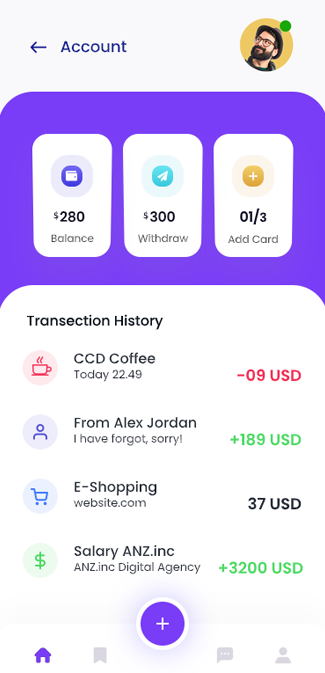 Account
$280
$300
01/3
Balance
Withdraw
Add Card
Transection History
CCD Coffee
Today 22.49
-09 USD
From Alex Jordan
I have forgot, sorry!
+189 USD
E-Shopping
website.com
37 USD
Salary ANZ.inc
ANZ.inc Digital Agency
+3200 USD